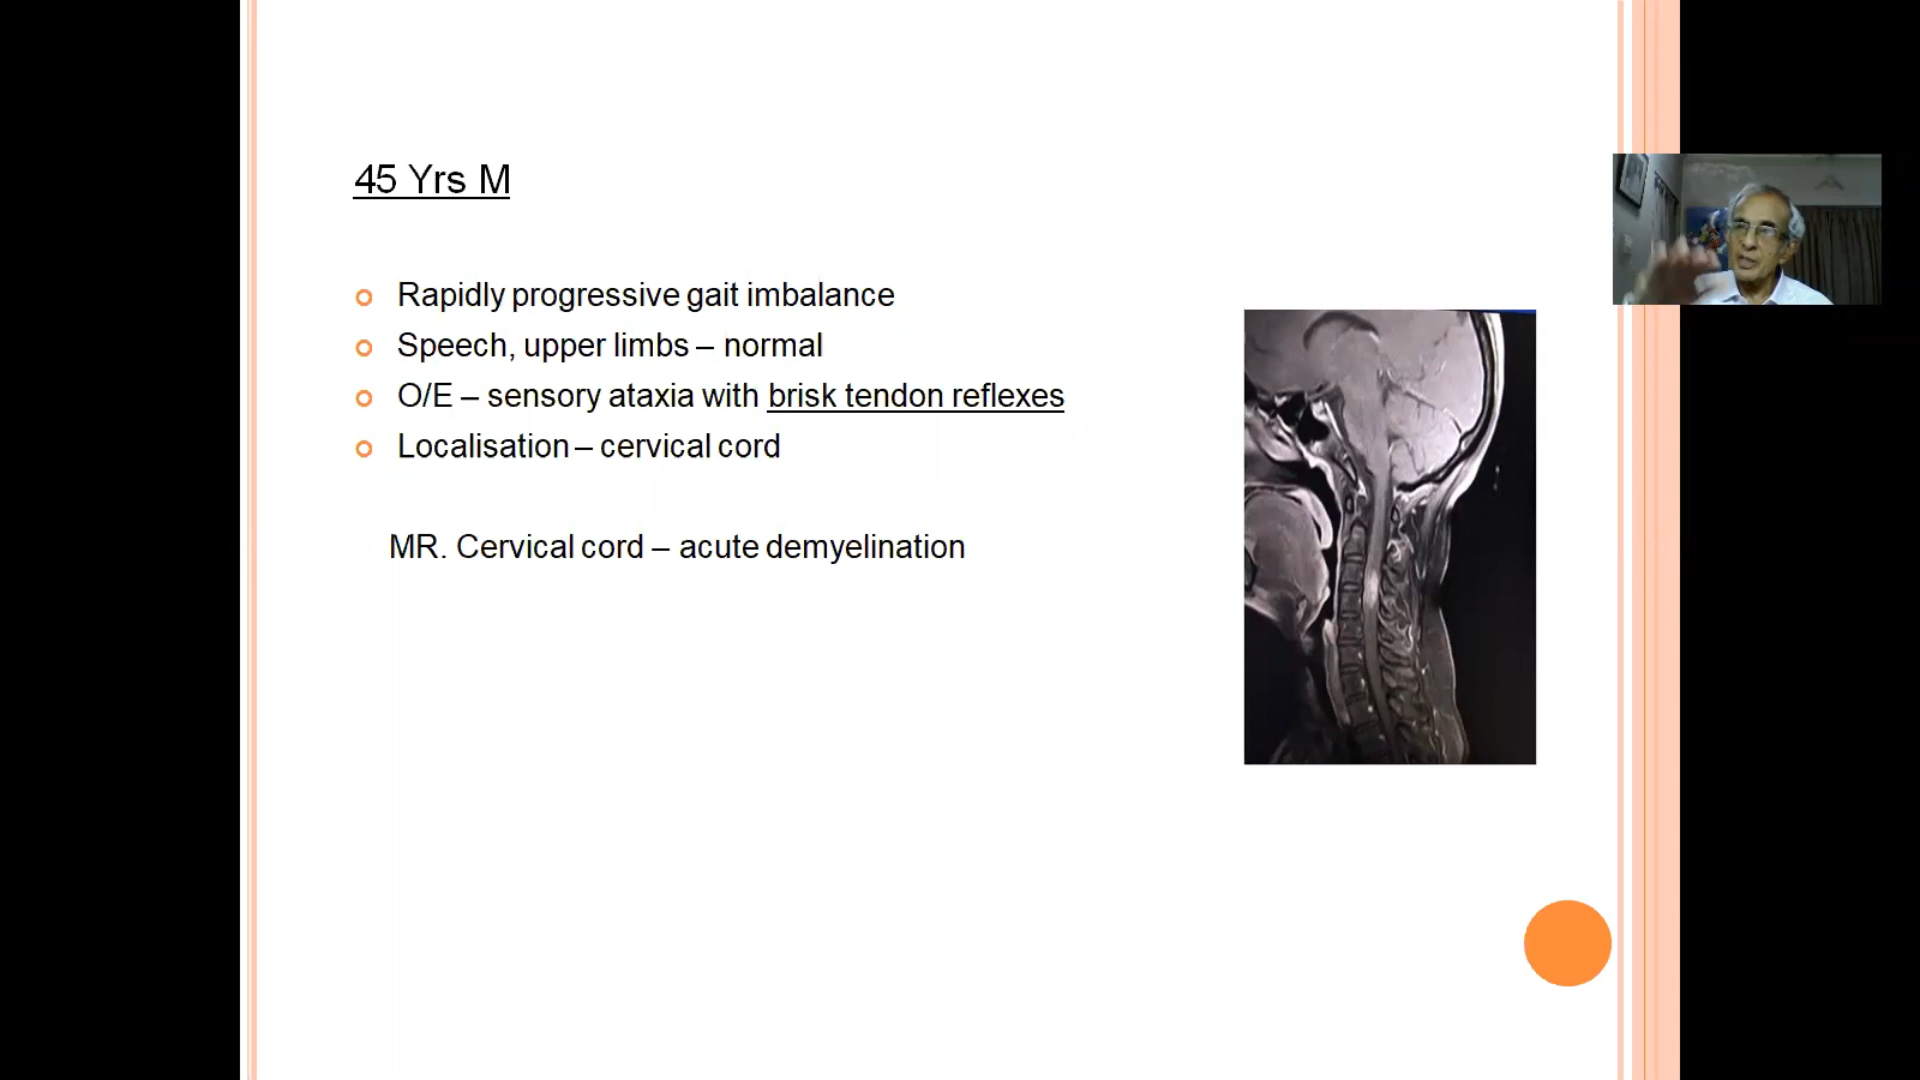 45 Yrs M
Rapidly progressive gait imbalance
Speech, upper limbs – normal
O/E – sensory ataxia with brisk tendon reflexes
Localisation – cervical cord
MR. Cervical cord – acute demyelination